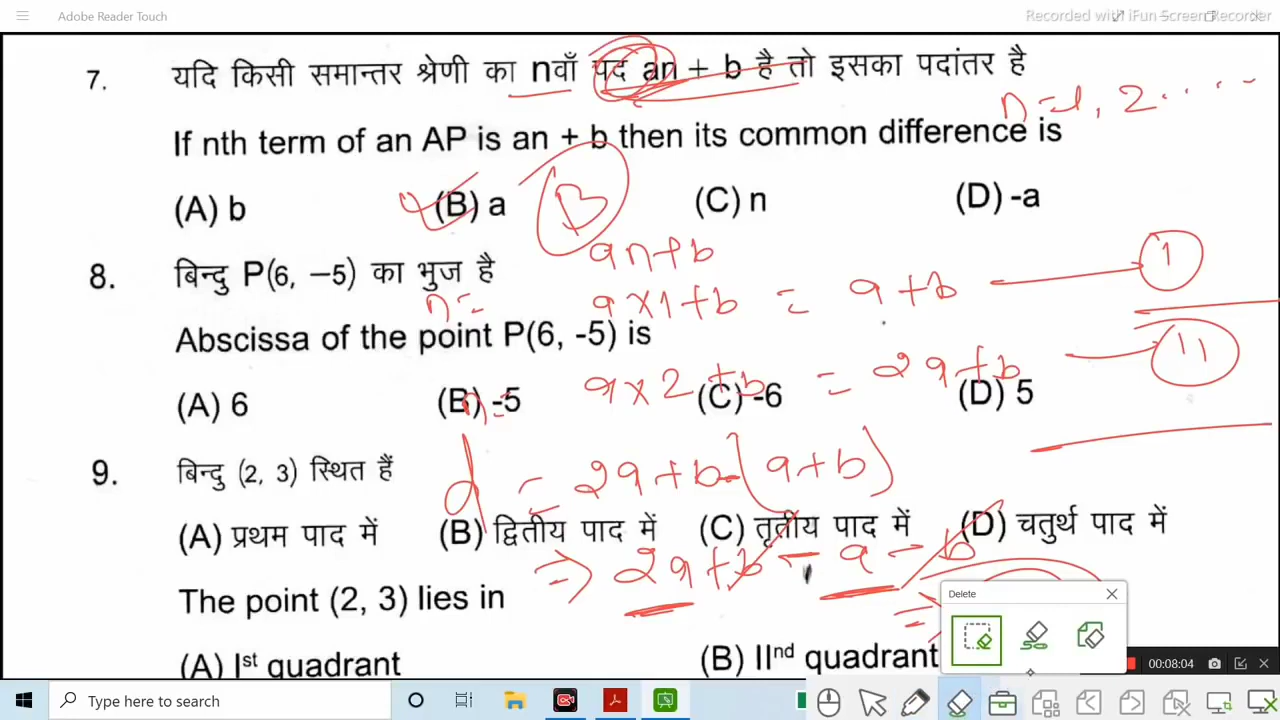 Adobe Reader Touch
Recorded with iFun Screen Recorder
7. यदि किसी समान्तर श्रेणी का nवाँ पद an + b है तो इसका पदांतर है
n=1, 2 ......
If nth term of an AP is an + b then its common difference is
(A) b (B) a B (C) n (D) -a
an+b
8. बिन्दु P(6, –5) का भुज है
n= a×1+b = a+b 1
Abscissa of the point P(6, -5) is
a×2+b = 2a+b 11
(A) 6 (B) -5 (C) -6 (D) 5
9. बिन्दु (2, 3) स्थित हैं
d = 2a+b-(a+b)
(A) प्रथम पाद में (B) द्वितीय पाद में (C) तृतीय पाद में (D) चतुर्थ पाद में
⇒ 2a+b-a-b
The point (2, 3) lies in
=
Delete
(A) Ist quadrant (B) IInd quadrant
00:08:04
Type here to search